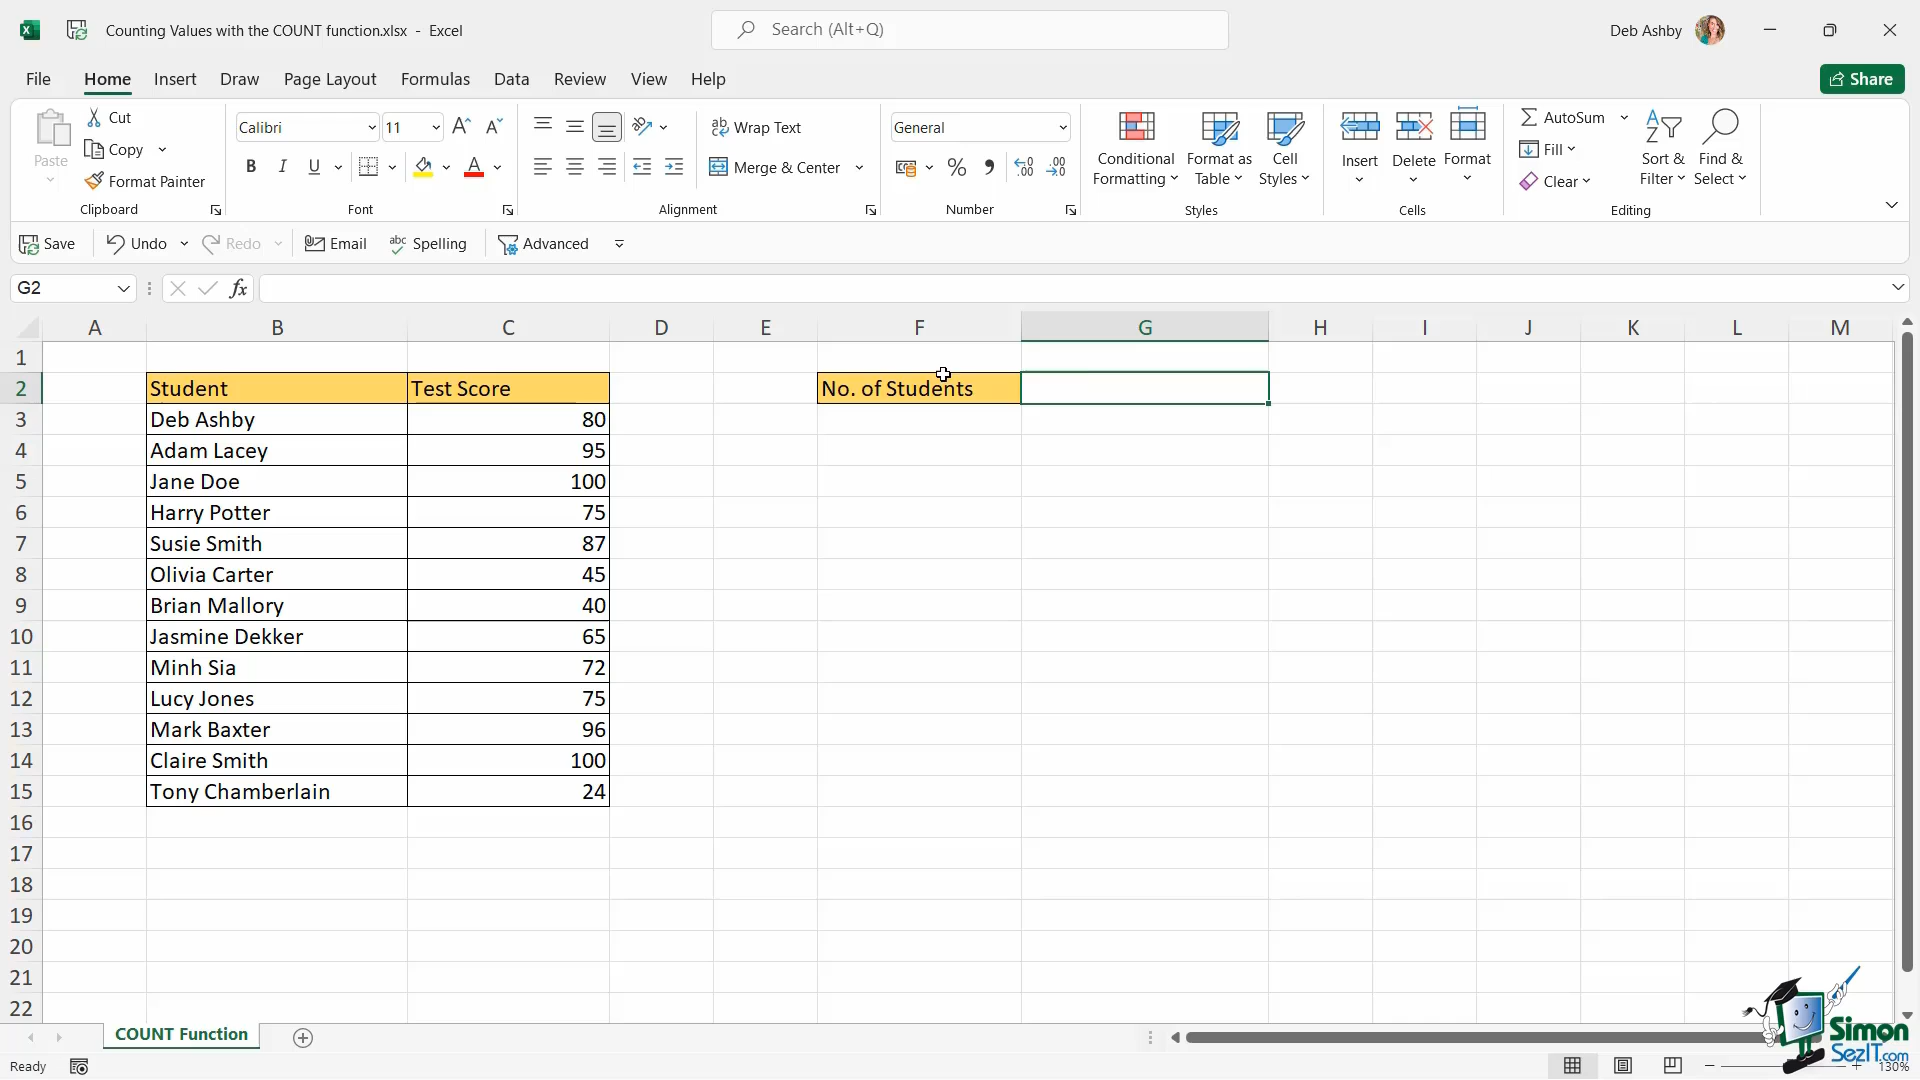 Counting Values with the COUNT function.xlsx - Excel
Search (Alt+Q)
Deb Ashby
File Home Insert Draw Page Layout Formulas Data Review View Help
Share
Paste
Cut
Copy
Format Painter
Clipboard
Calibri 11
B I U
Font
Wrap Text
Merge & Center
Alignment
General
Number
Conditional Formatting
Format as Table
Cell Styles
Styles
Insert
Delete
Format
Cells
AutoSum
Fill
Clear
Sort & Filter
Find & Select
Editing
Save Undo Redo Email Spelling Advanced
G2
fx
A B C D E F G H I J K L M
1
2 Student Test Score No. of Students
3 Deb Ashby 80
4 Adam Lacey 95
5 Jane Doe 100
6 Harry Potter 75
7 Susie Smith 87
8 Olivia Carter 45
9 Brian Mallory 40
10 Jasmine Dekker 65
11 Minh Sia 72
12 Lucy Jones 75
13 Mark Baxter 96
14 Claire Smith 100
15 Tony Chamberlain 24
16
17
18
19
20
21
22
COUNT Function
Simon
SezIT.com
Ready
130%